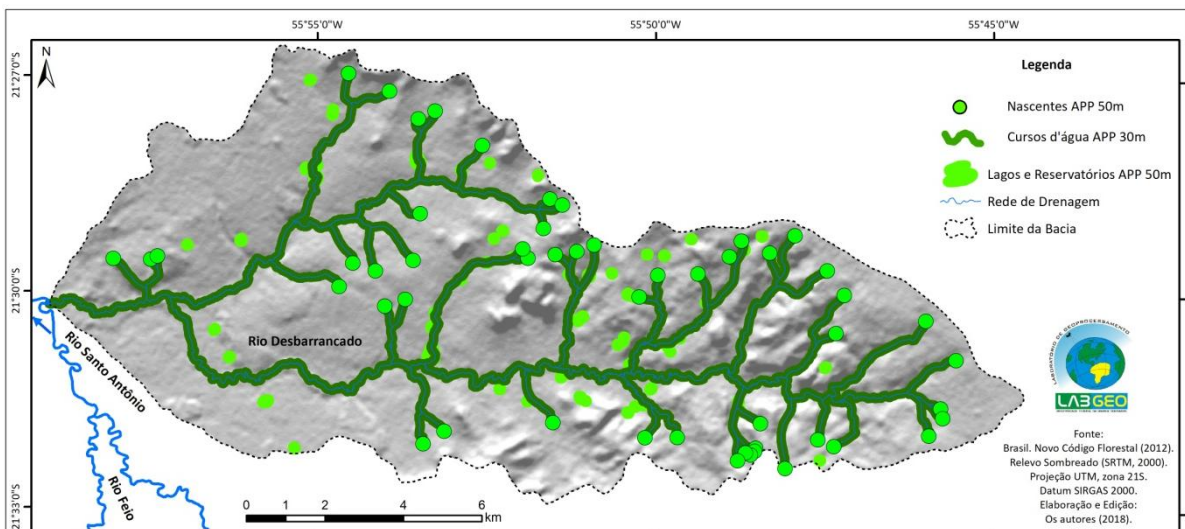 55°55'0"W
55°50'0"W
55°45'0"W
21°27'0"S
21°30'0"S
21°33'0"S
N
Legenda
Nascentes APP 50m
Cursos d'água APP 30m
Lagos e Reservatórios APP 50m
Rede de Drenagem
Limite da Bacia
Rio Desbarrancado
Rio Santo Antônio
Rio Feio
0 1 2 4 6
km
LABORATÓRIO DE GEOPROCESSAMENTO
LABGEO
Fonte:
Brasil. Novo Código Florestal (2012).
Relevo Sombreado (SRTM, 2000).
Projeção UTM, zona 21S.
Datum SIRGAS 2000.
Elaboração e Edição:
Os autores (2018).